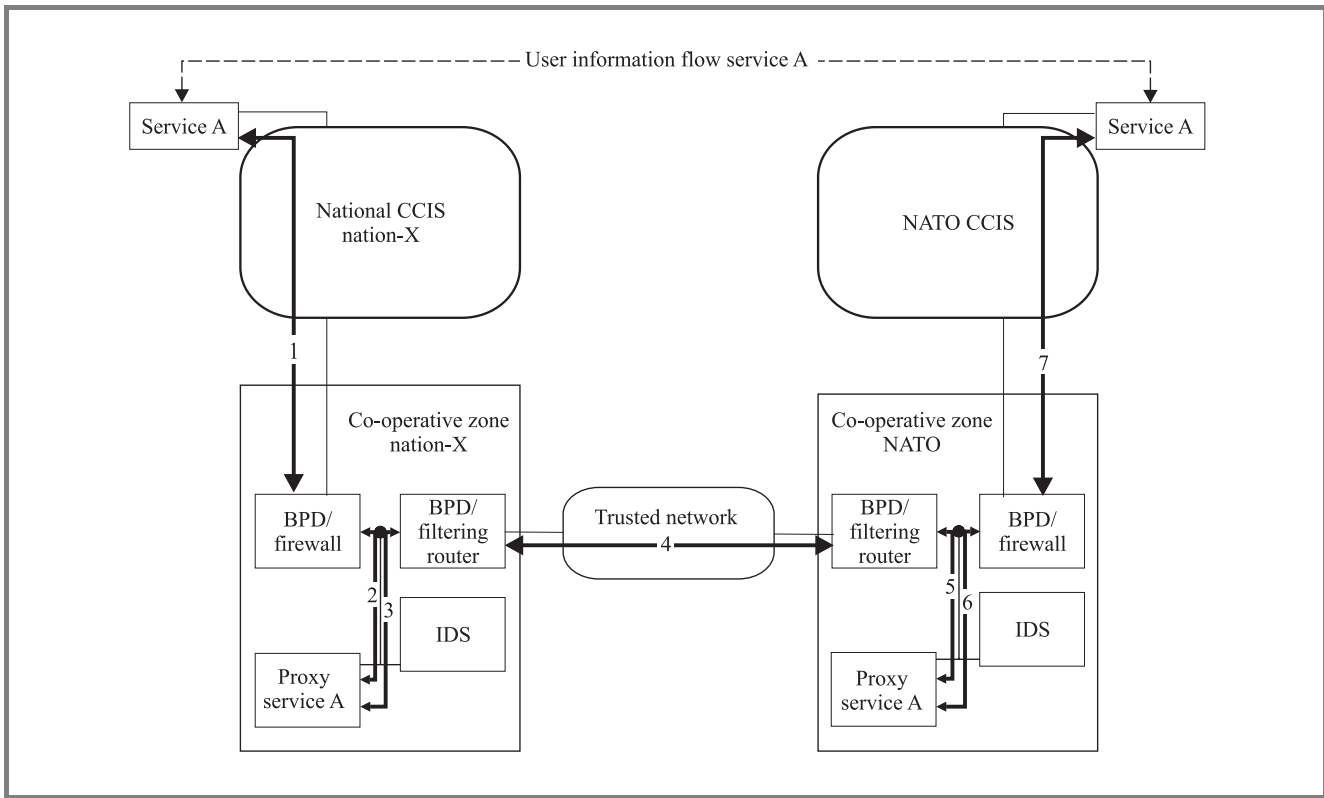 User information flow service A
Service A
Service A
National CCIS
nation-X
NATO CCIS
1
7
Co-operative zone
nation-X
Co-operative zone
NATO
BPD/
firewall
BPD/
filtering
router
Trusted network
4
BPD/
filtering
router
BPD/
firewall
2
3
5
6
IDS
IDS
Proxy
service A
Proxy
service A